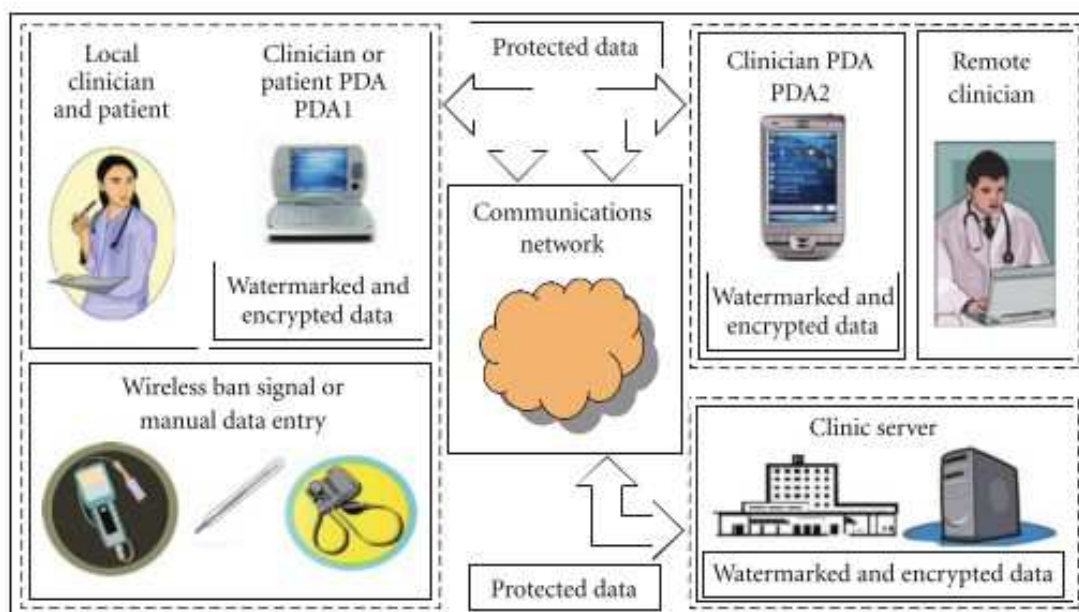 Local
clinician
and patient
Clinician or
patient PDA
PDA1
Watermarked and
encrypted data
Wireless ban signal or
manual data entry
Protected data
Communications
network
Protected data
Clinician PDA
PDA2
Watermarked and
encrypted data
Remote
clinician
Clinic server
Watermarked and encrypted data